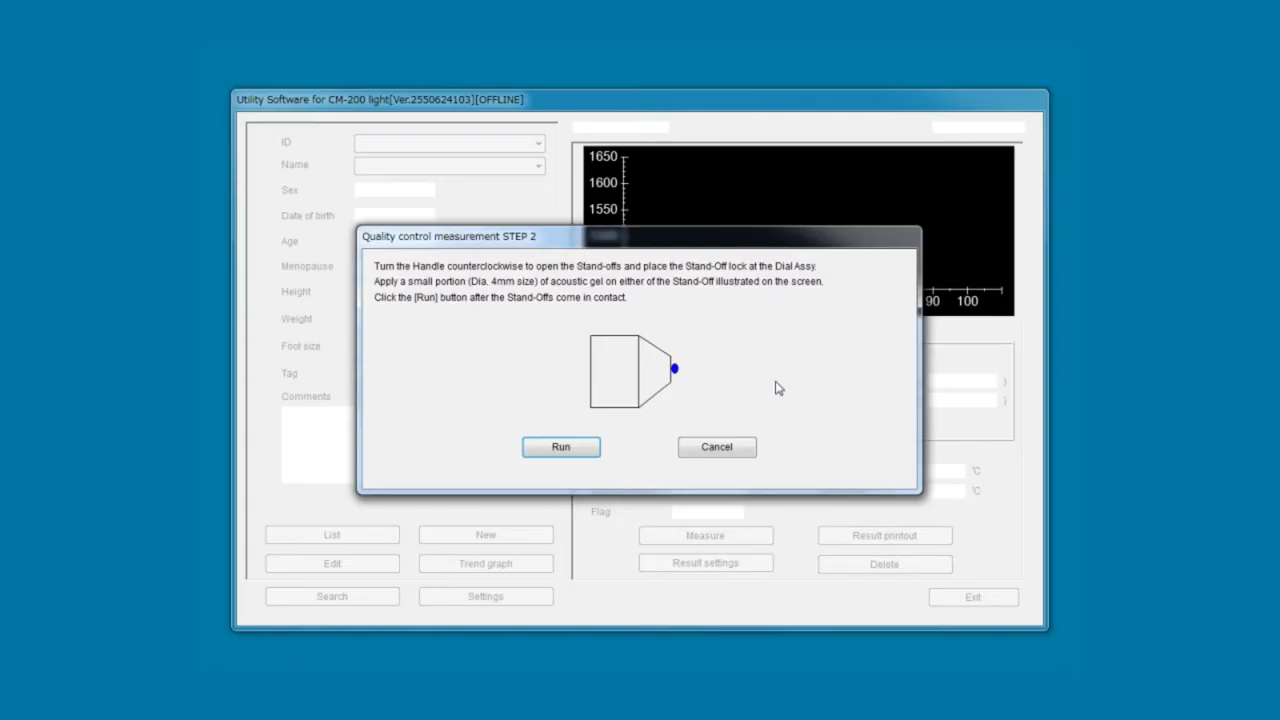 Utility Software for CM-200 light[Ver.2550624103][OFFLINE]
ID
Name
Sex
Date of birth
Age
Menopause
Height
Weight
Foot size
Tag
Comments
1650
1600
1550
90 100
Quality control measurement STEP 2
Turn the Handle counterclockwise to open the Stand-offs and place the Stand-Off lock at the Dial Assy.
Apply a small portion (Dia. 4mm size) of acoustic gel on either of the Stand-Off illustrated on the screen.
Click the [Run] button after the Stand-Offs come in contact.
Run Cancel
)
)
℃
℃
Flag
List New Measure Result printout
Edit Trend graph Result settings Delete
Search Settings Exit